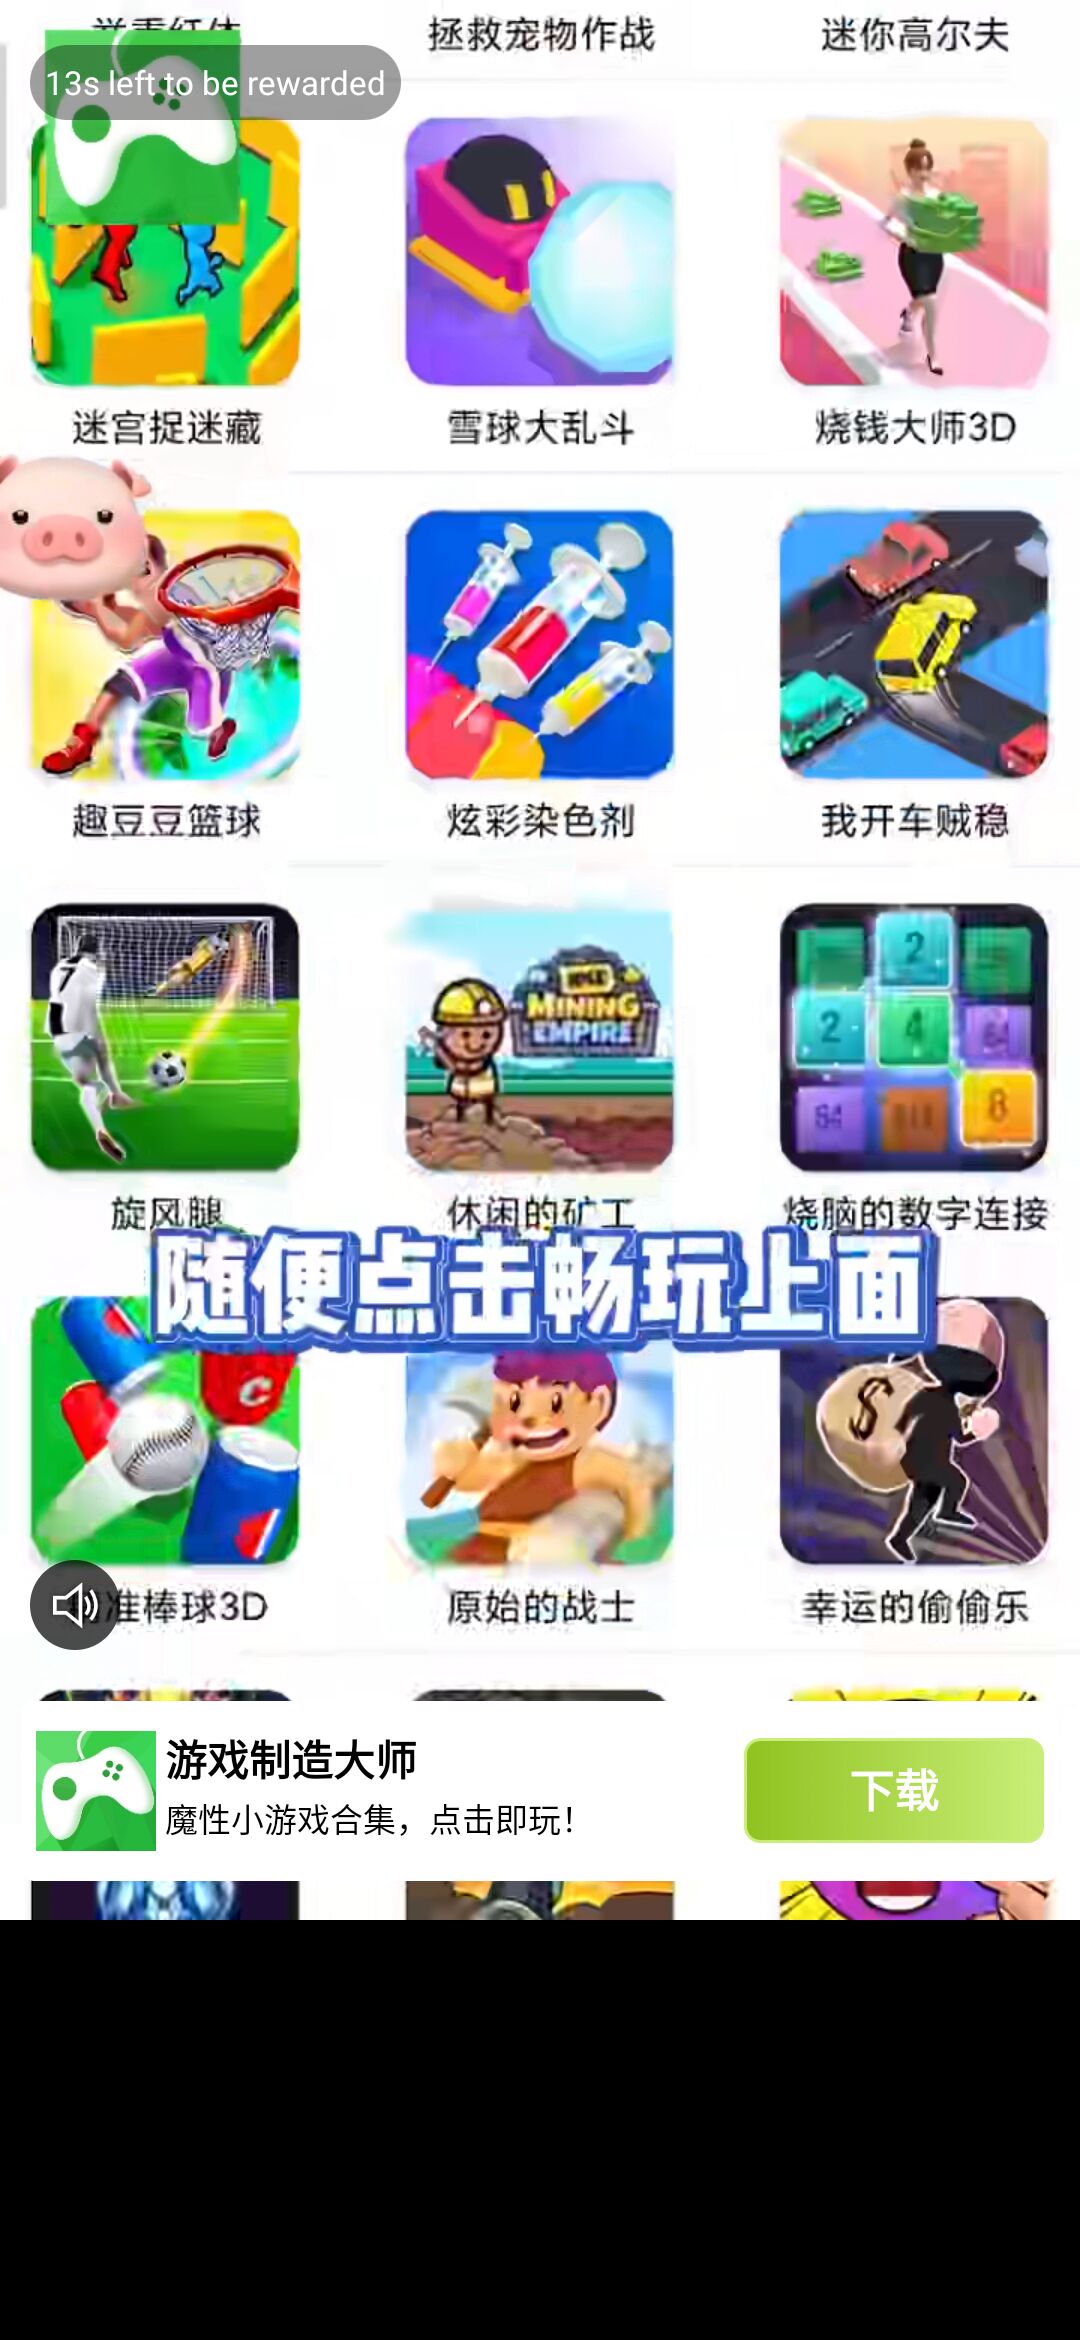 拯救宠物作战
迷你高尔夫
13s left to be rewarded
迷宫捉迷藏
雪球大乱斗
烧钱大师3D
趣豆豆篮球
炫彩染色剂
我开车贼稳
7
IDLE
MINING
EMPIRE
2
2
4
64
64
8
旋风腿
休闲的矿工
烧脑的数字连接
随便点击畅玩上面
C
$
准棒球3D
原始的战士
幸运的偷偷乐
游戏制造大师
魔性小游戏合集，点击即玩！
下载